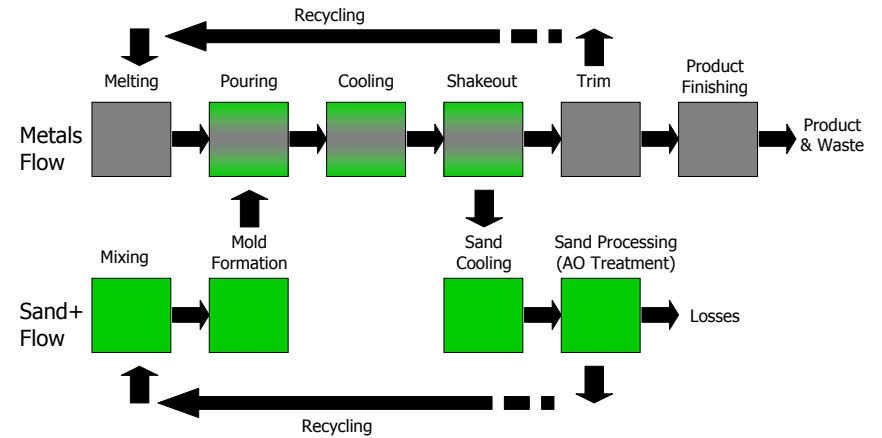 Recycling
Melting
Pouring
Cooling
Shakeout
Trim
Product
Finishing
Metals
Flow
Product
& Waste
Mixing
Mold
Formation
Sand
Cooling
Sand Processing
(AO Treatment)
Sand+
Flow
Losses
Recycling